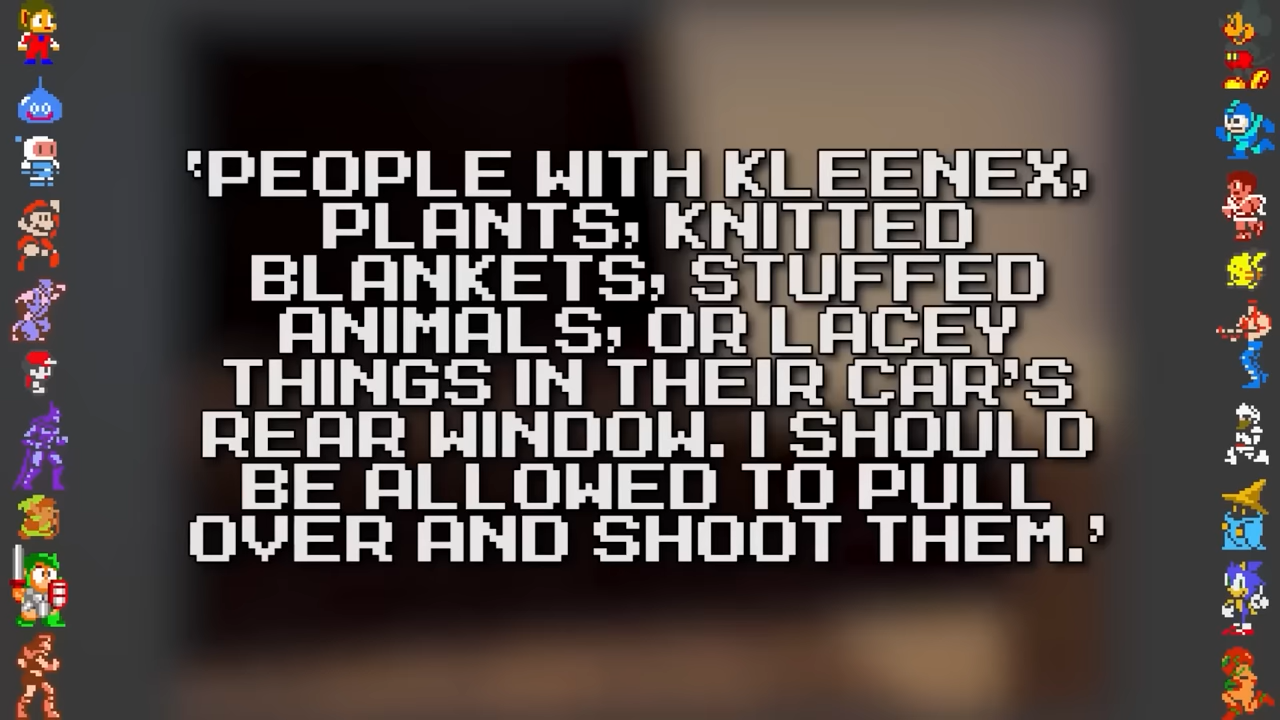 'PEOPLE WITH KLEENEX,
PLANTS, KNITTED
BLANKETS, STUFFED
ANIMALS, OR LACEY
THINGS IN THEIR CAR'S
REAR WINDOW. I SHOULD
BE ALLOWED TO PULL
OVER AND SHOOT THEM.'